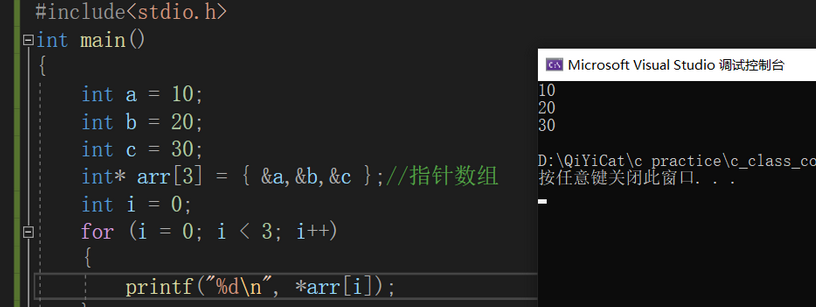 #include<stdio.h>
int main()
{
int a = 10;
int b = 20;
int c = 30;
int* arr[3] = { &a,&b,&c };//指针数组
int i = 0;
for (i = 0; i < 3; i++)
{
printf("%d\n", *arr[i]);
Microsoft Visual Studio 调试控制台
10
20
30
D:\QiYiCat\c practice\c_class_co
按任意键关闭此窗口. . .